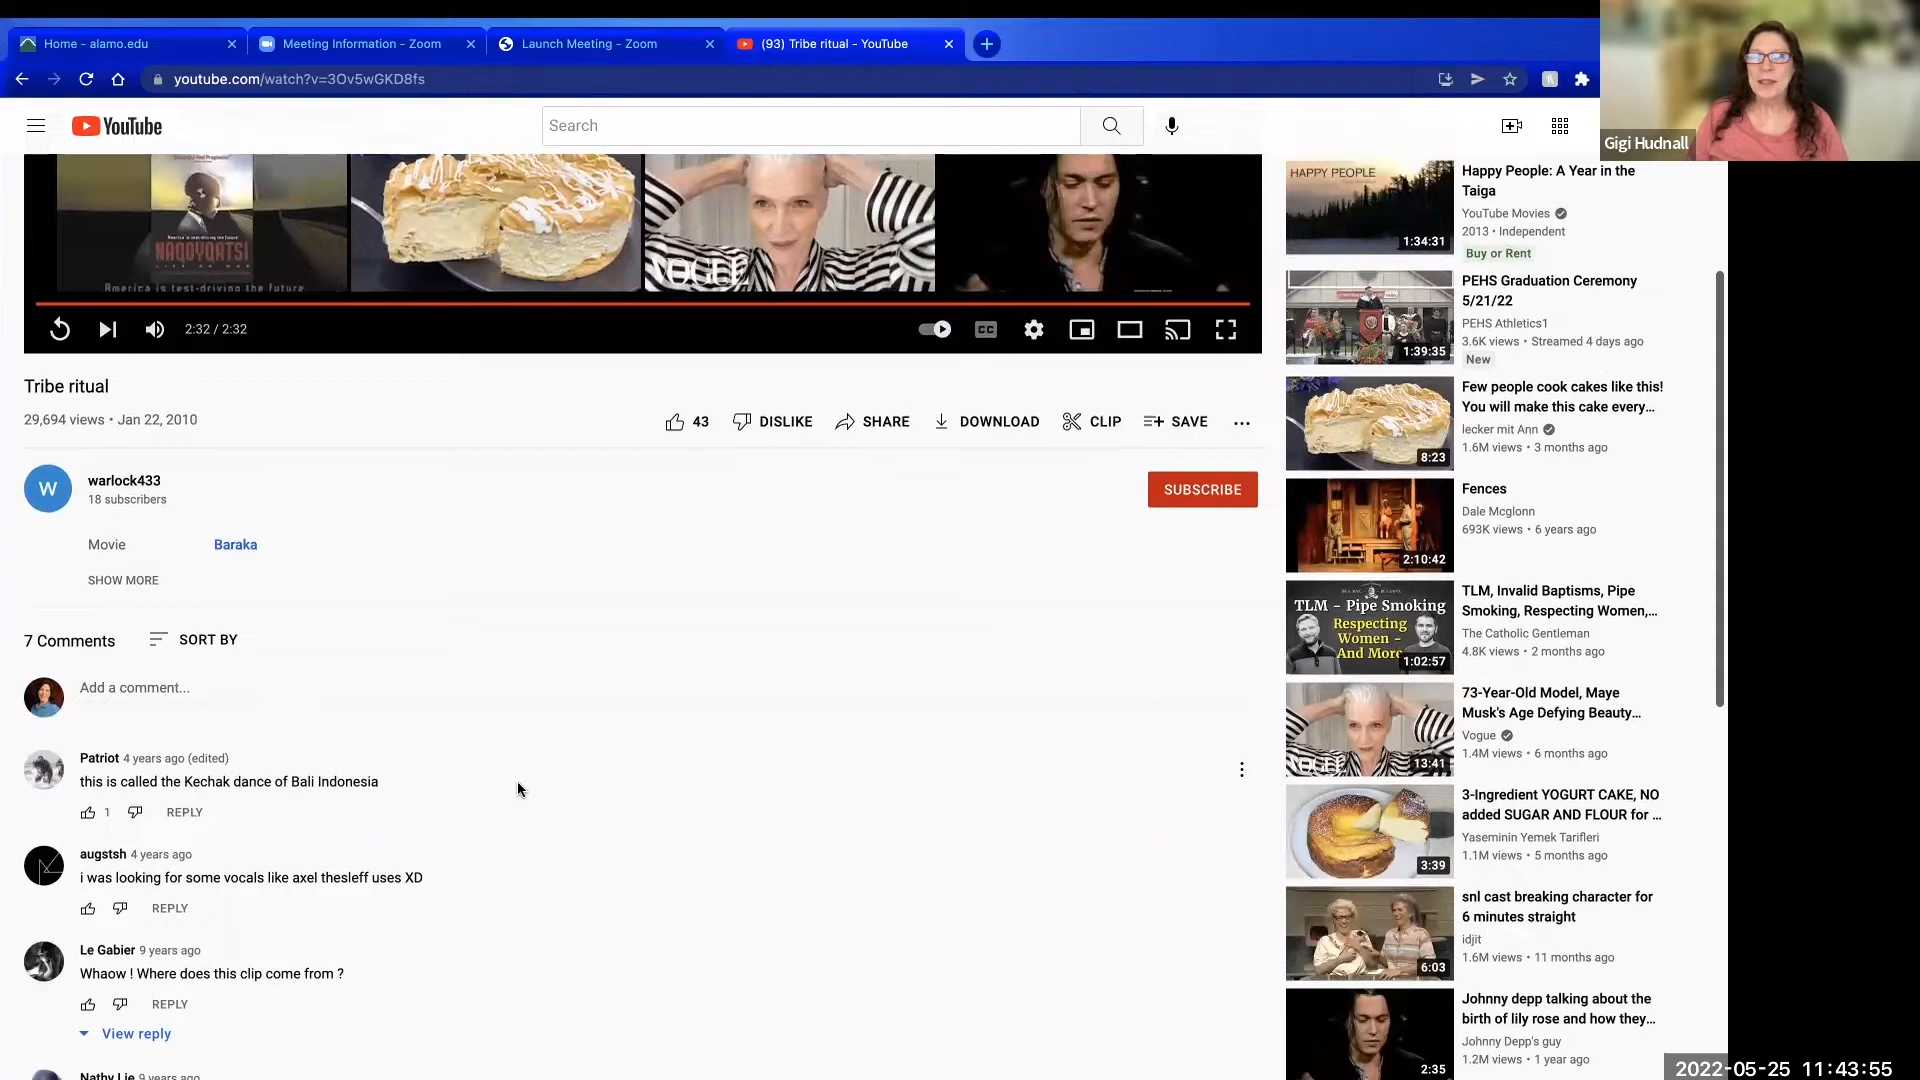 Home - alamo.edu
Meeting Information - Zoom
Launch Meeting - Zoom
(93) Tribe ritual - YouTube
youtube.com/watch?v=3Ov5wGKD8fs
YouTube
Search
Gigi Hudnall
NAQOYQATSI
America is test-driving the future
VOGUE
2:32 / 2:32
CC
Tribe ritual
29,694 views • Jan 22, 2010
43
DISLIKE
SHARE
DOWNLOAD
CLIP
SAVE
W
warlock433
18 subscribers
SUBSCRIBE
Movie
Baraka
SHOW MORE
7 Comments
SORT BY
Add a comment...
Patriot 4 years ago (edited)
this is called the Kechak dance of Bali Indonesia
1
REPLY
augstsh 4 years ago
i was looking for some vocals like axel thesleff uses XD
REPLY
Le Gabier 9 years ago
Whaow ! Where does this clip come from ?
REPLY
View reply
Nathy Lie 9 years ago
HAPPY PEOPLE
1:34:31
Happy People: A Year in the
Taiga
YouTube Movies
2013 • Independent
Buy or Rent
1:39:35
PEHS Graduation Ceremony
5/21/22
PEHS Athletics1
3.6K views • Streamed 4 days ago
New
8:23
Few people cook cakes like this!
You will make this cake every...
lecker mit Ann
1.6M views • 3 months ago
2:10:42
Fences
Dale Mcglonn
693K views • 6 years ago
TLM - Pipe Smoking
Respecting
Women -
And More
1:02:57
TLM, Invalid Baptisms, Pipe
Smoking, Respecting Women,...
The Catholic Gentleman
4.8K views • 2 months ago
VOGUE
13:41
73-Year-Old Model, Maye
Musk's Age Defying Beauty...
Vogue
1.4M views • 6 months ago
3:39
3-Ingredient YOGURT CAKE, NO
added SUGAR AND FLOUR for ...
Yaseminin Yemek Tarifleri
1.1M views • 5 months ago
6:03
snl cast breaking character for
6 minutes straight
idjit
1.6M views • 11 months ago
2:35
Johnny depp talking about the
birth of lily rose and how they...
Johnny Depp's guy
1.2M views • 1 year ago
2022-05-25 11:43:55